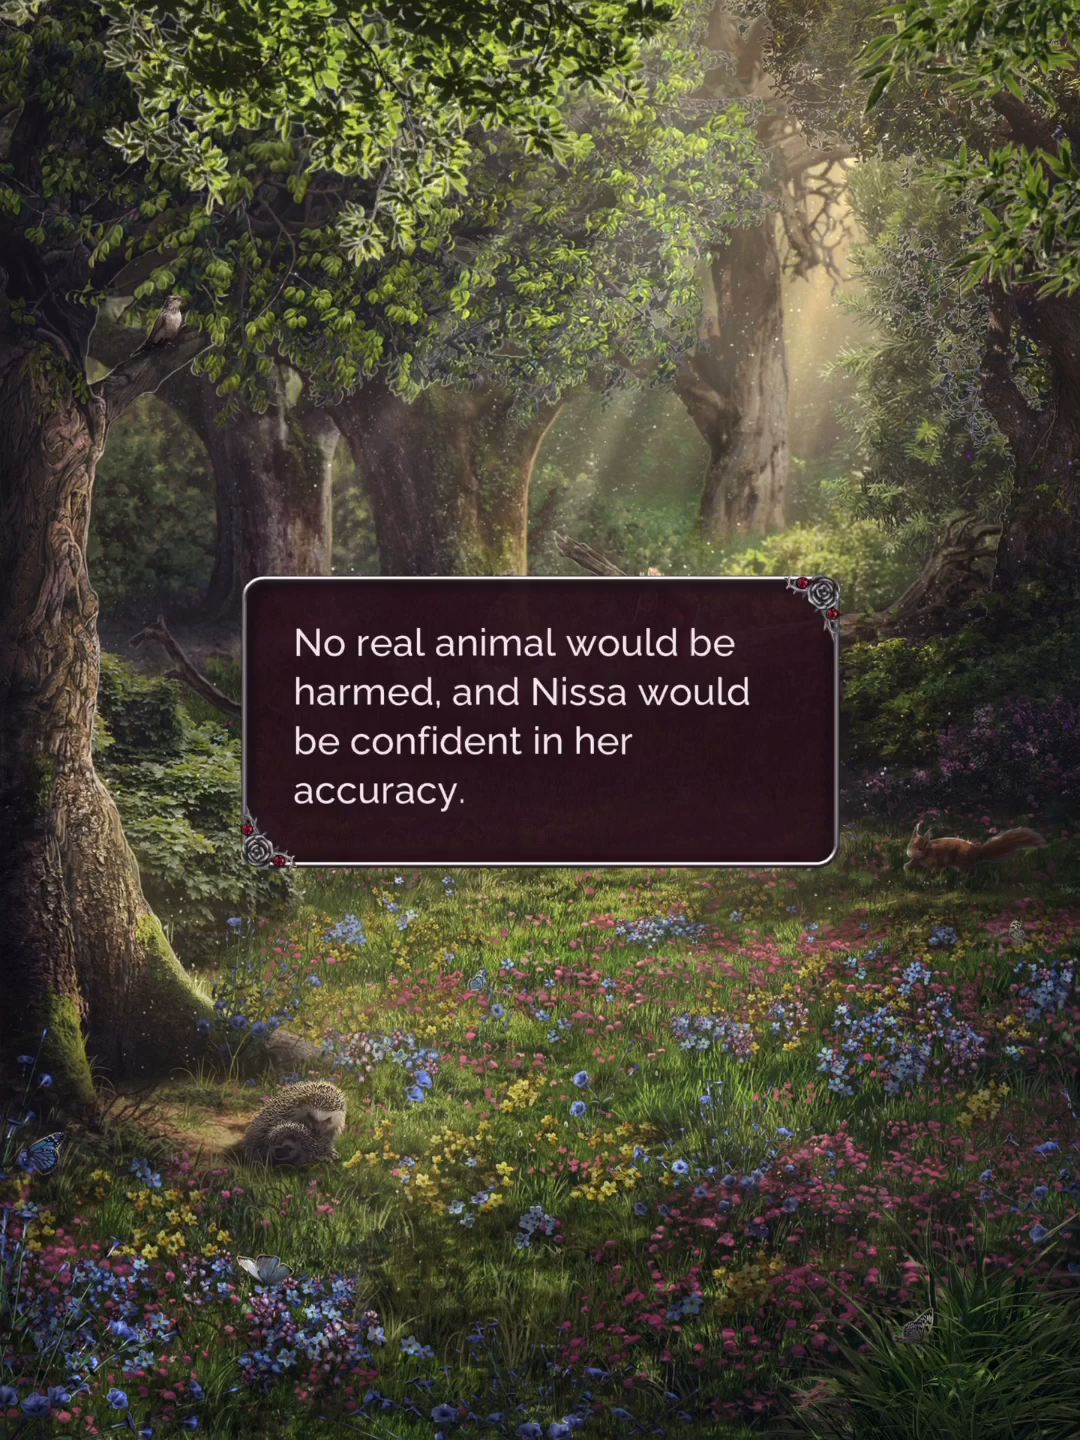 No real animal would be
harmed, and Nissa would
be confident in her
accuracy.